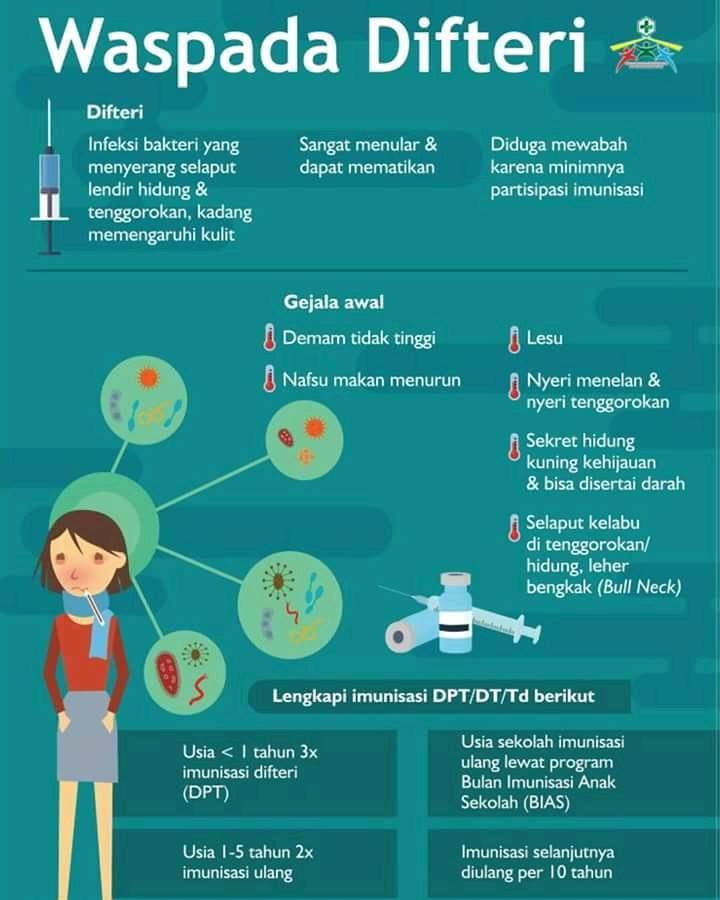 Waspada Difteri
Difteri
Infeksi bakteri yang
menyerang selaput
lendir hidung &
tenggorokan, kadang
memengaruhi kulit
Sangat menular &
dapat mematikan
Diduga mewabah
karena minimnya
partisipasi imunisasi
Gejala awal
Demam tidak tinggi
Nafsu makan menurun
Lesu
Nyeri menelan &
nyeri tenggorokan
Sekret hidung
kuning kehijauan
& bisa disertai darah
Selaput kelabu
di tenggorokan/
hidung, leher
bengkak (Bull Neck)
Lengkapi imunisasi DPT/DT/Td berikut
Usia < 1 tahun 3x
imunisasi difteri
(DPT)
Usia sekolah imunisasi
ulang lewat program
Bulan Imunisasi Anak
Sekolah (BIAS)
Usia 1-5 tahun 2x
imunisasi ulang
Imunisasi selanjutnya
diulang per 10 tahun